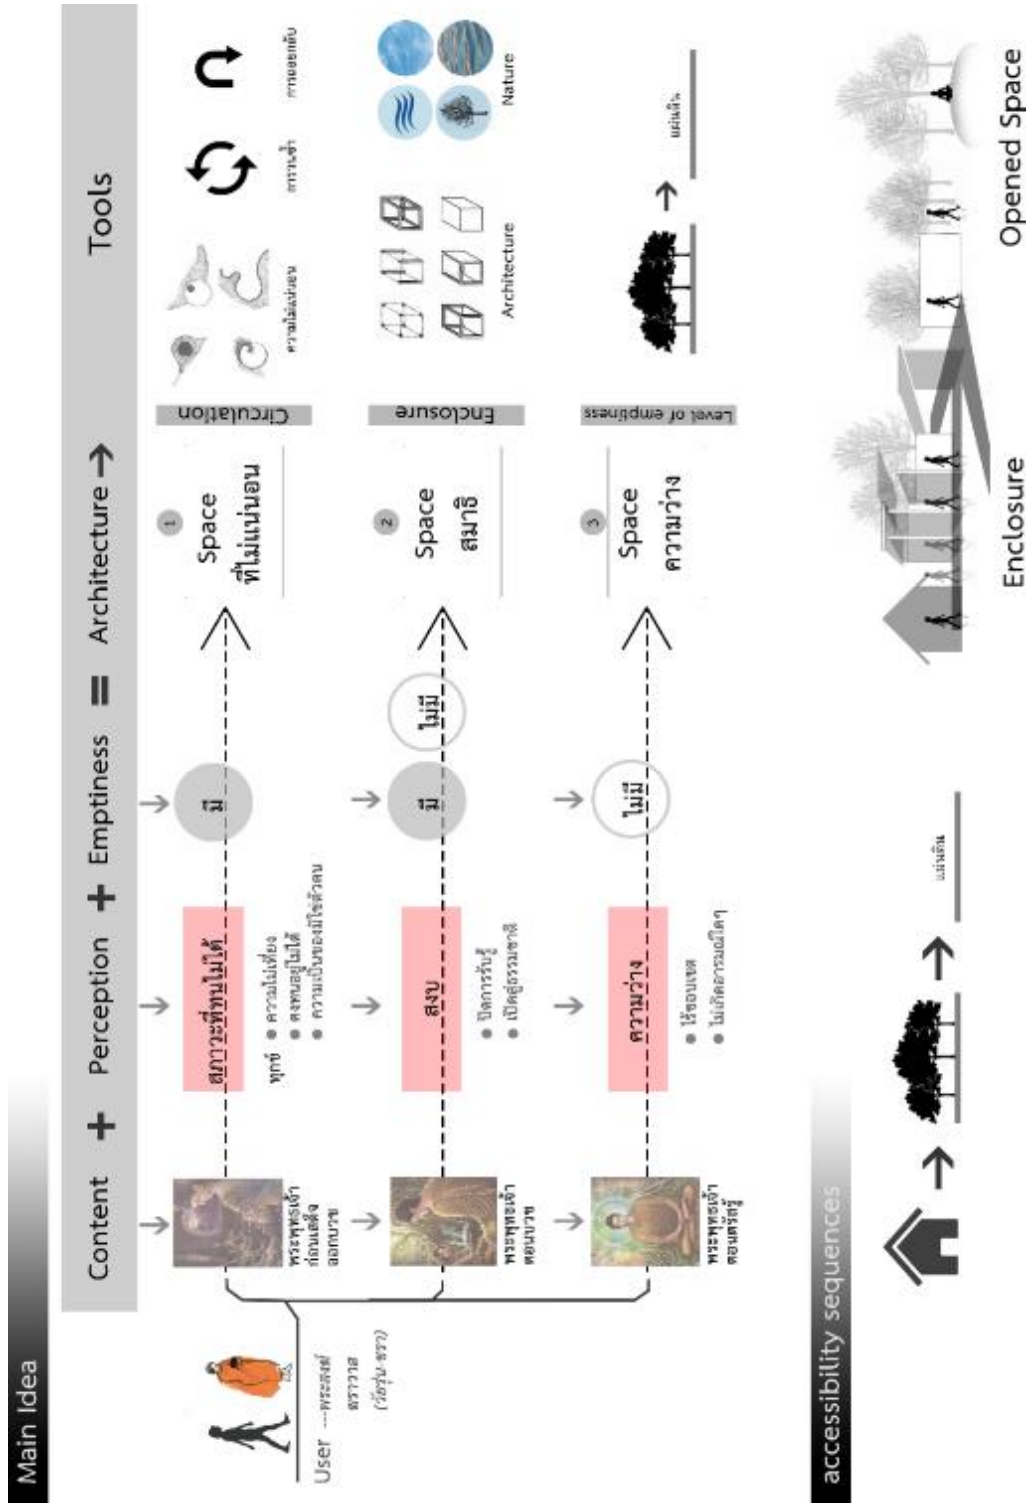 Main Idea
Content + Perception + Emptiness = Architecture → Tools
User ---พระสงฆ์
ฆราวาส
(วัยรุ่น-ชรา)
พระพุทธเจ้า
ก่อนเสด็จ
ออกบวช
สภาวะที่ทนไม่ได้
ทุกข์
ความไม่เที่ยง
คงทนอยู่ไม่ได้
ความเป็นของมิใช่ตัวตน
มี
1
Space
ที่ไม่แน่นอน
Circulation
ความไม่แน่นอน
การวนซ้ำ
การย้อนกลับ
พระพุทธเจ้า
ตอนบวช
สงบ
ปิดการรับรู้
เปิดสู่ธรรมชาติ
มี
ไม่มี
2
Space
สมาธิ
Enclosure
Architecture
Nature
พระพุทธเจ้า
ตอนตรัสรู้
ความว่าง
ไร้ขอบเขต
ไม่เกิดอารมณ์ใดๆ
ไม่มี
3
Space
ความว่าง
Level of emptiness
แผ่นดิน
accessibility sequences
แผ่นดิน
Enclosure
Opened Space